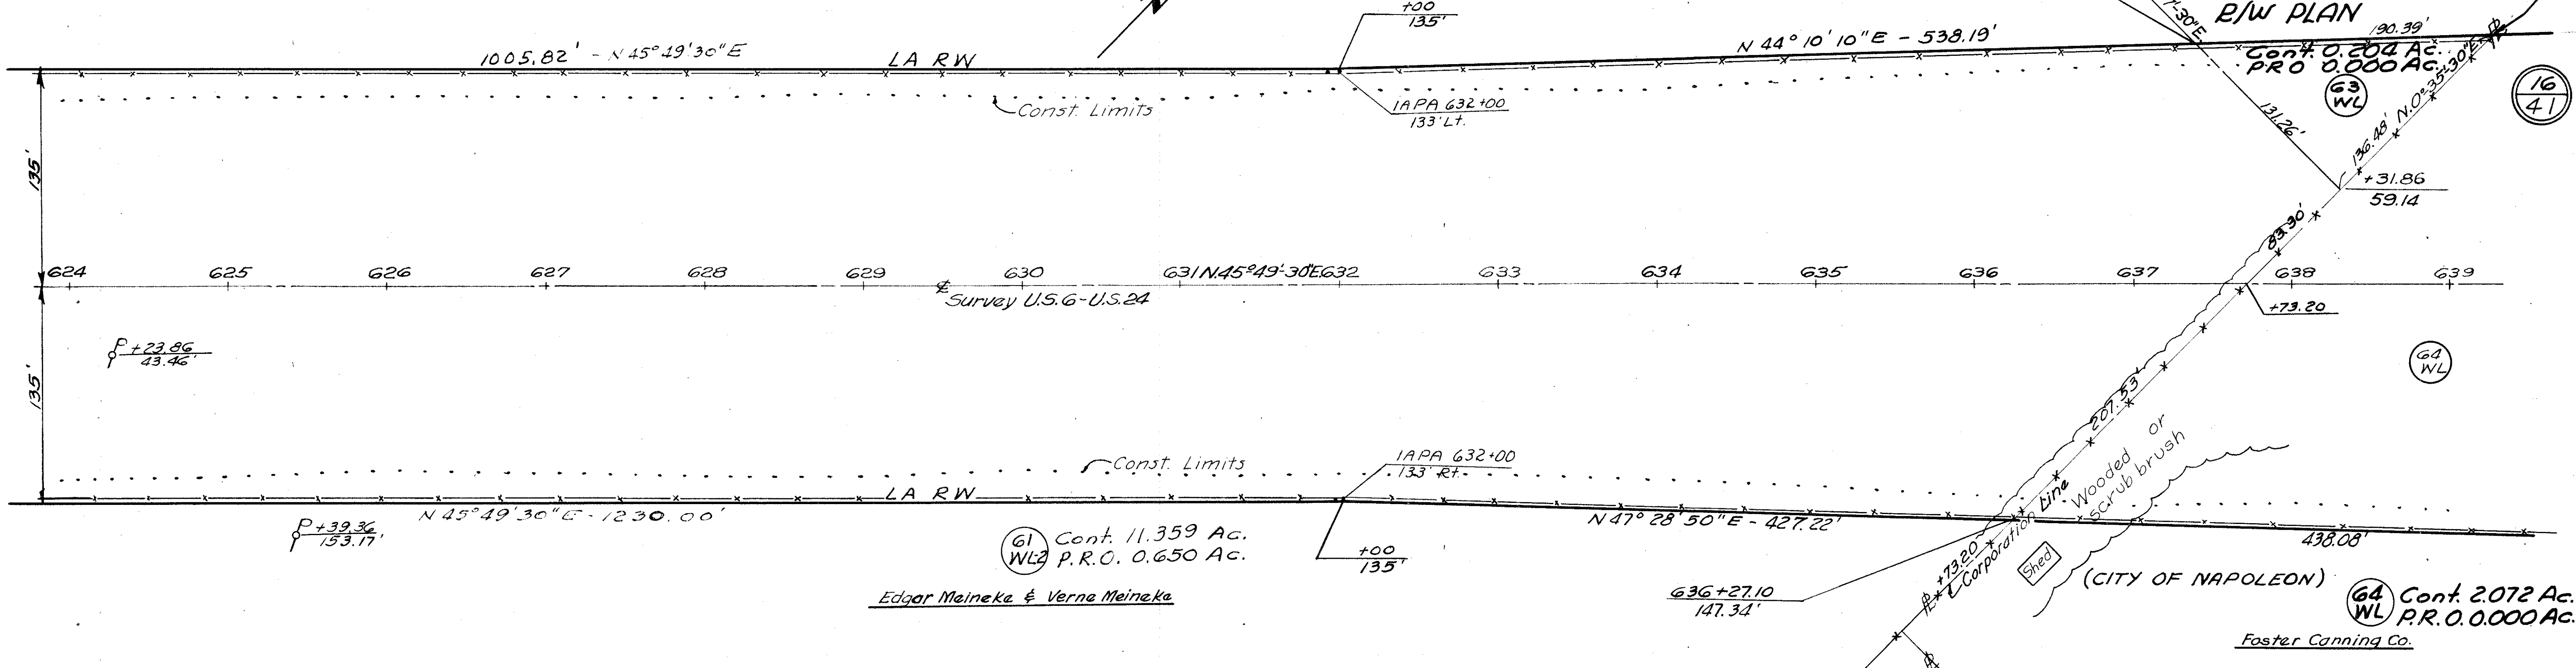 +00
135'
R/W PLAN
1005.82' - N 45°49'30"E
LA RW
N 44° 10' 10"E - 538.19'
190.39'
Cont. 0.204 Ac.
PRO 0.000 Ac.
63
WL
16
41
Const. Limits
IAPA 632+00
133' Lt.
131.26'
136.48' N.0°-35'-30"E.
+31.86
59.14
135'
83.30'
624 625 626 627 628 629 630 631 N.45°-49'-30"E. 632 633 634 635 636 637 638 639
℄ Survey U.S.6-U.S.24
+73.20
P +23.86
43.46'
64
WL
135'
207.53'
Wooded or
scrub brush
Const. Limits
IAPA 632+00
133' Rt.
LA RW
N 45°49'30"E - 1230.00'
N 47° 28' 50"E - 427.22'
438.08'
P +39.36
153.17'
61
WL2
Cont. 11.359 Ac.
P.R.O. 0.650 Ac.
+00
135'
+73.20
Corporation Line
Shed
(CITY OF NAPOLEON)
636+27.10
147.34'
Edgar Meineke & Verna Meineke
64
WL
Cont. 2.072 Ac.
P.R.O. 0.000 Ac.
Foster Canning Co.